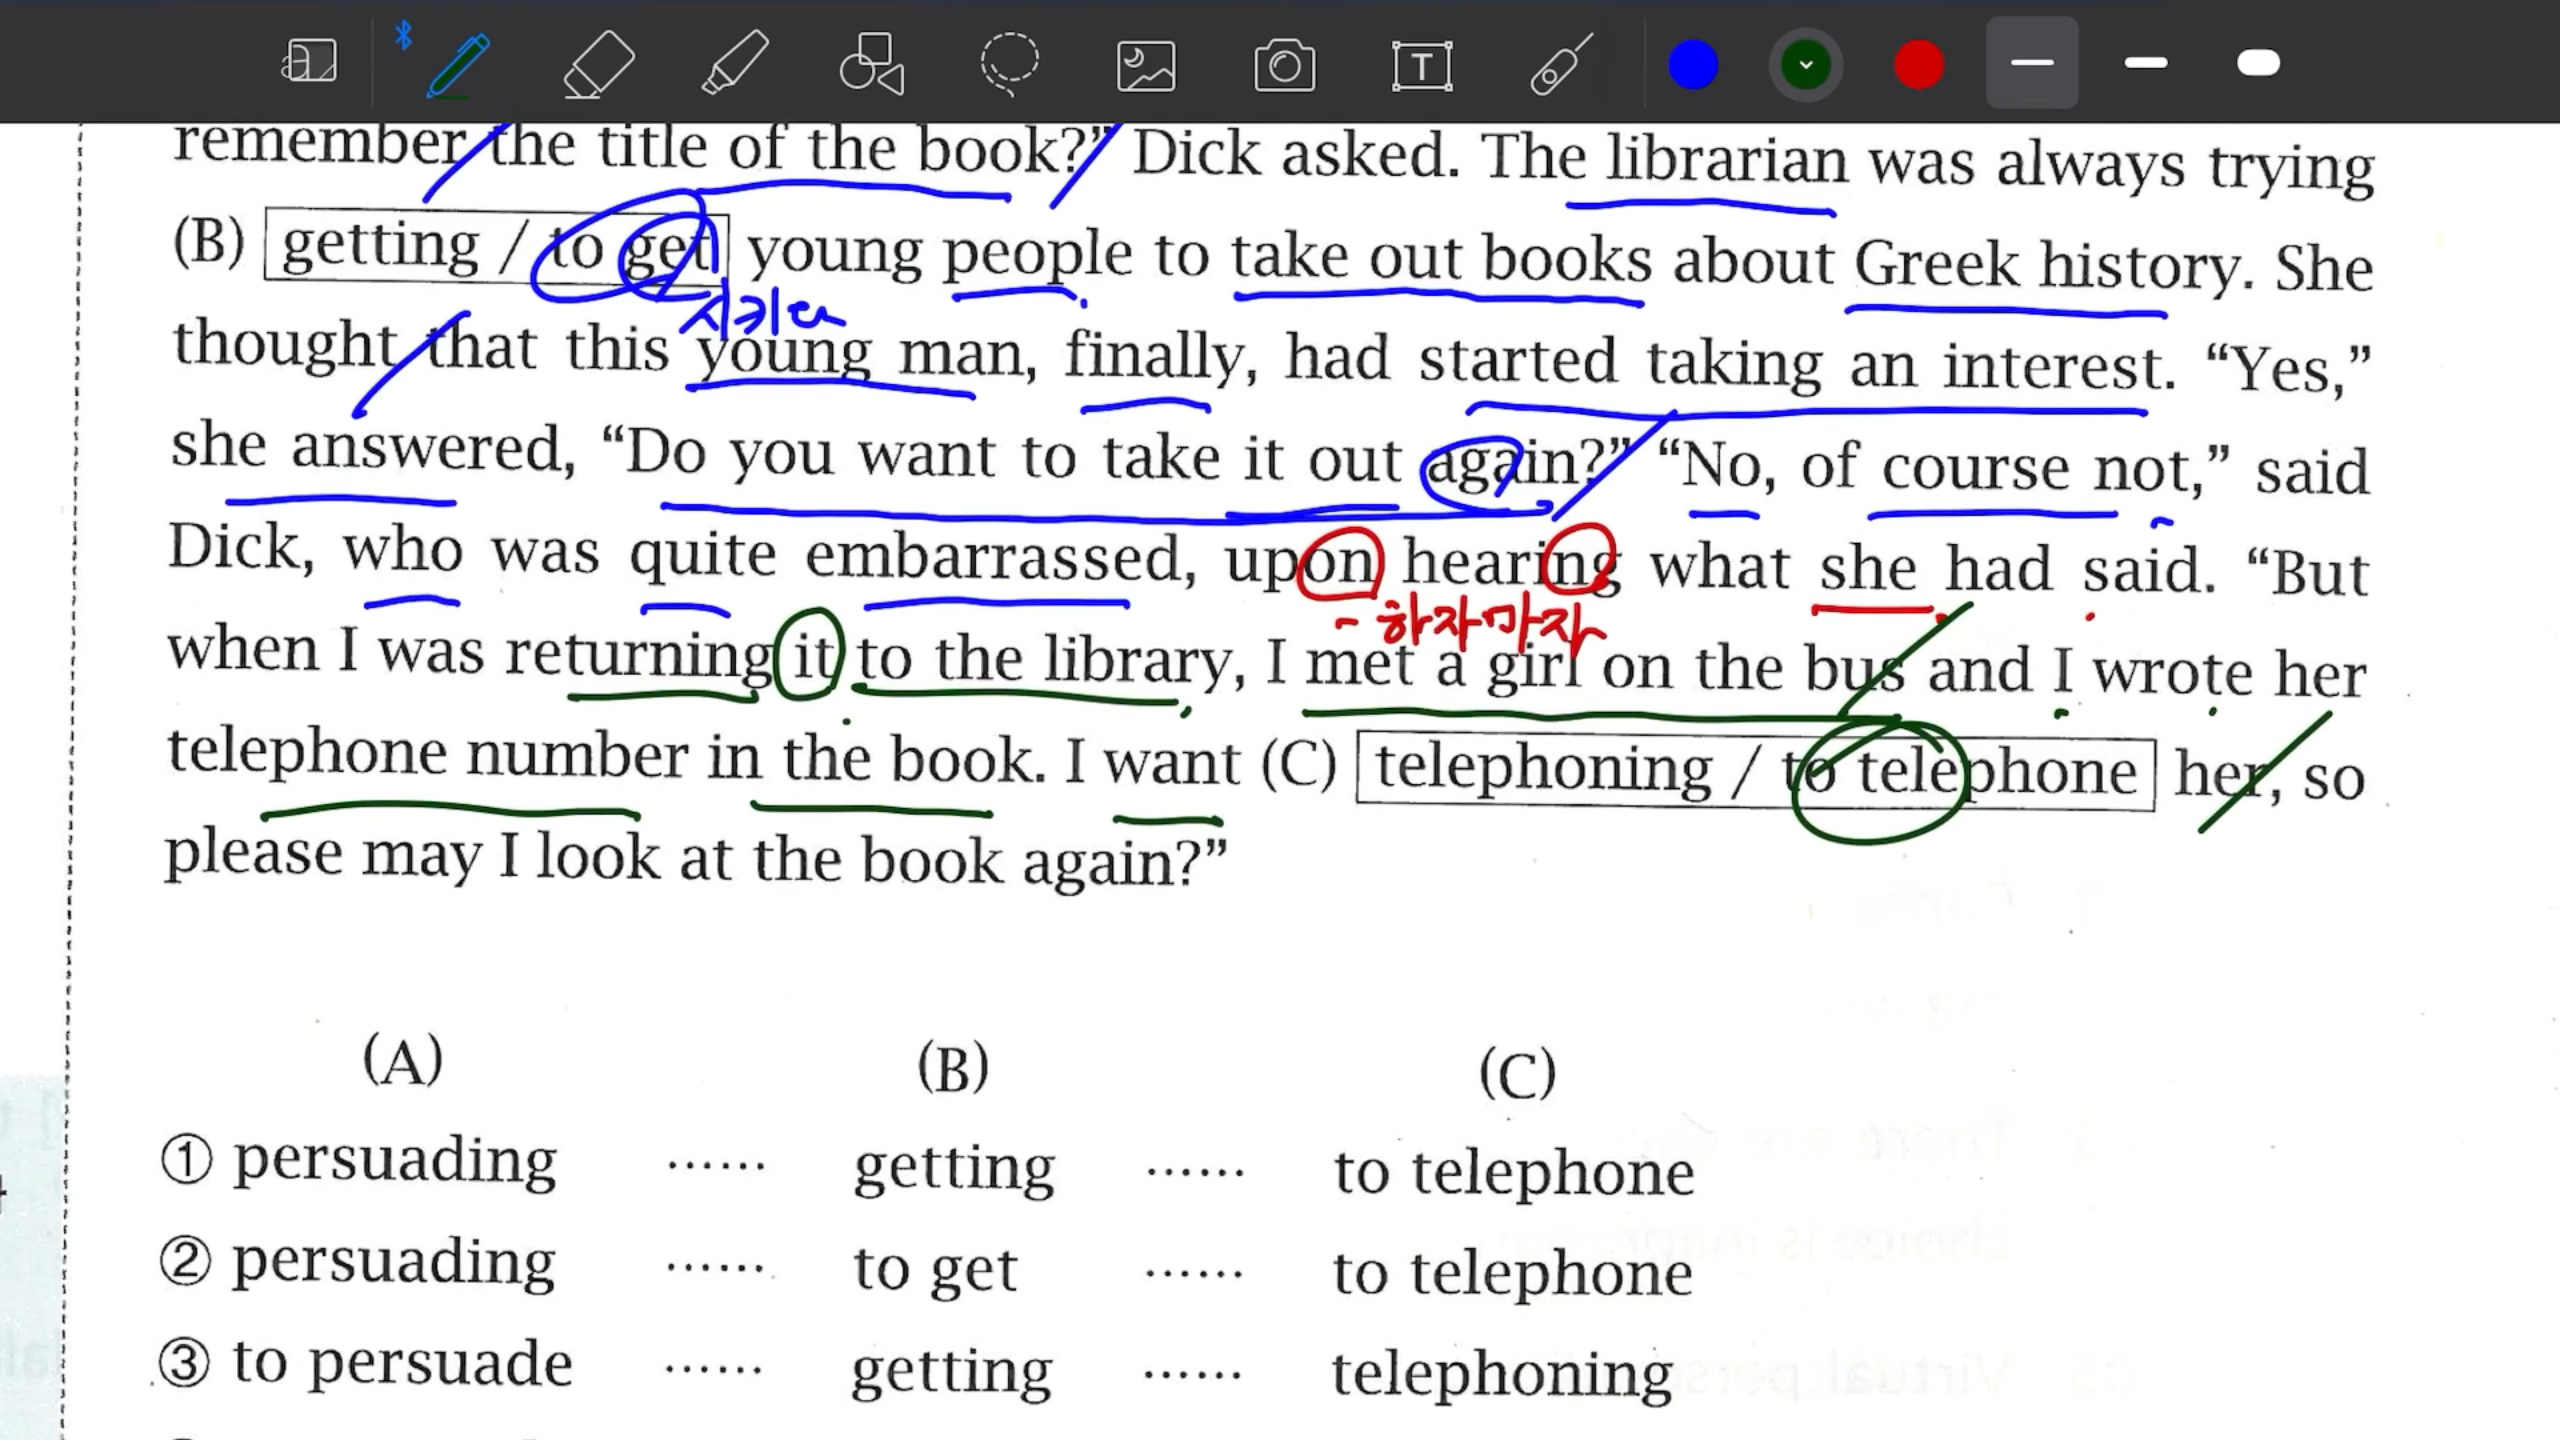 remember the title of the book?” Dick asked. The librarian was always trying
(B) getting / to get young people to take out books about Greek history. She
시키다
thought that this young man, finally, had started taking an interest. “Yes,”
she answered, “Do you want to take it out again?” “No, of course not,” said
Dick, who was quite embarrassed, upon hearing what she had said. “But
~하자마자
when I was returning it to the library, I met a girl on the bus and I wrote her
telephone number in the book. I want (C) telephoning / to telephone her, so
please may I look at the book again?”
(A) (B) (C)
① persuading …… getting …… to telephone
② persuading …… to get …… to telephone
③ to persuade …… getting …… telephoning